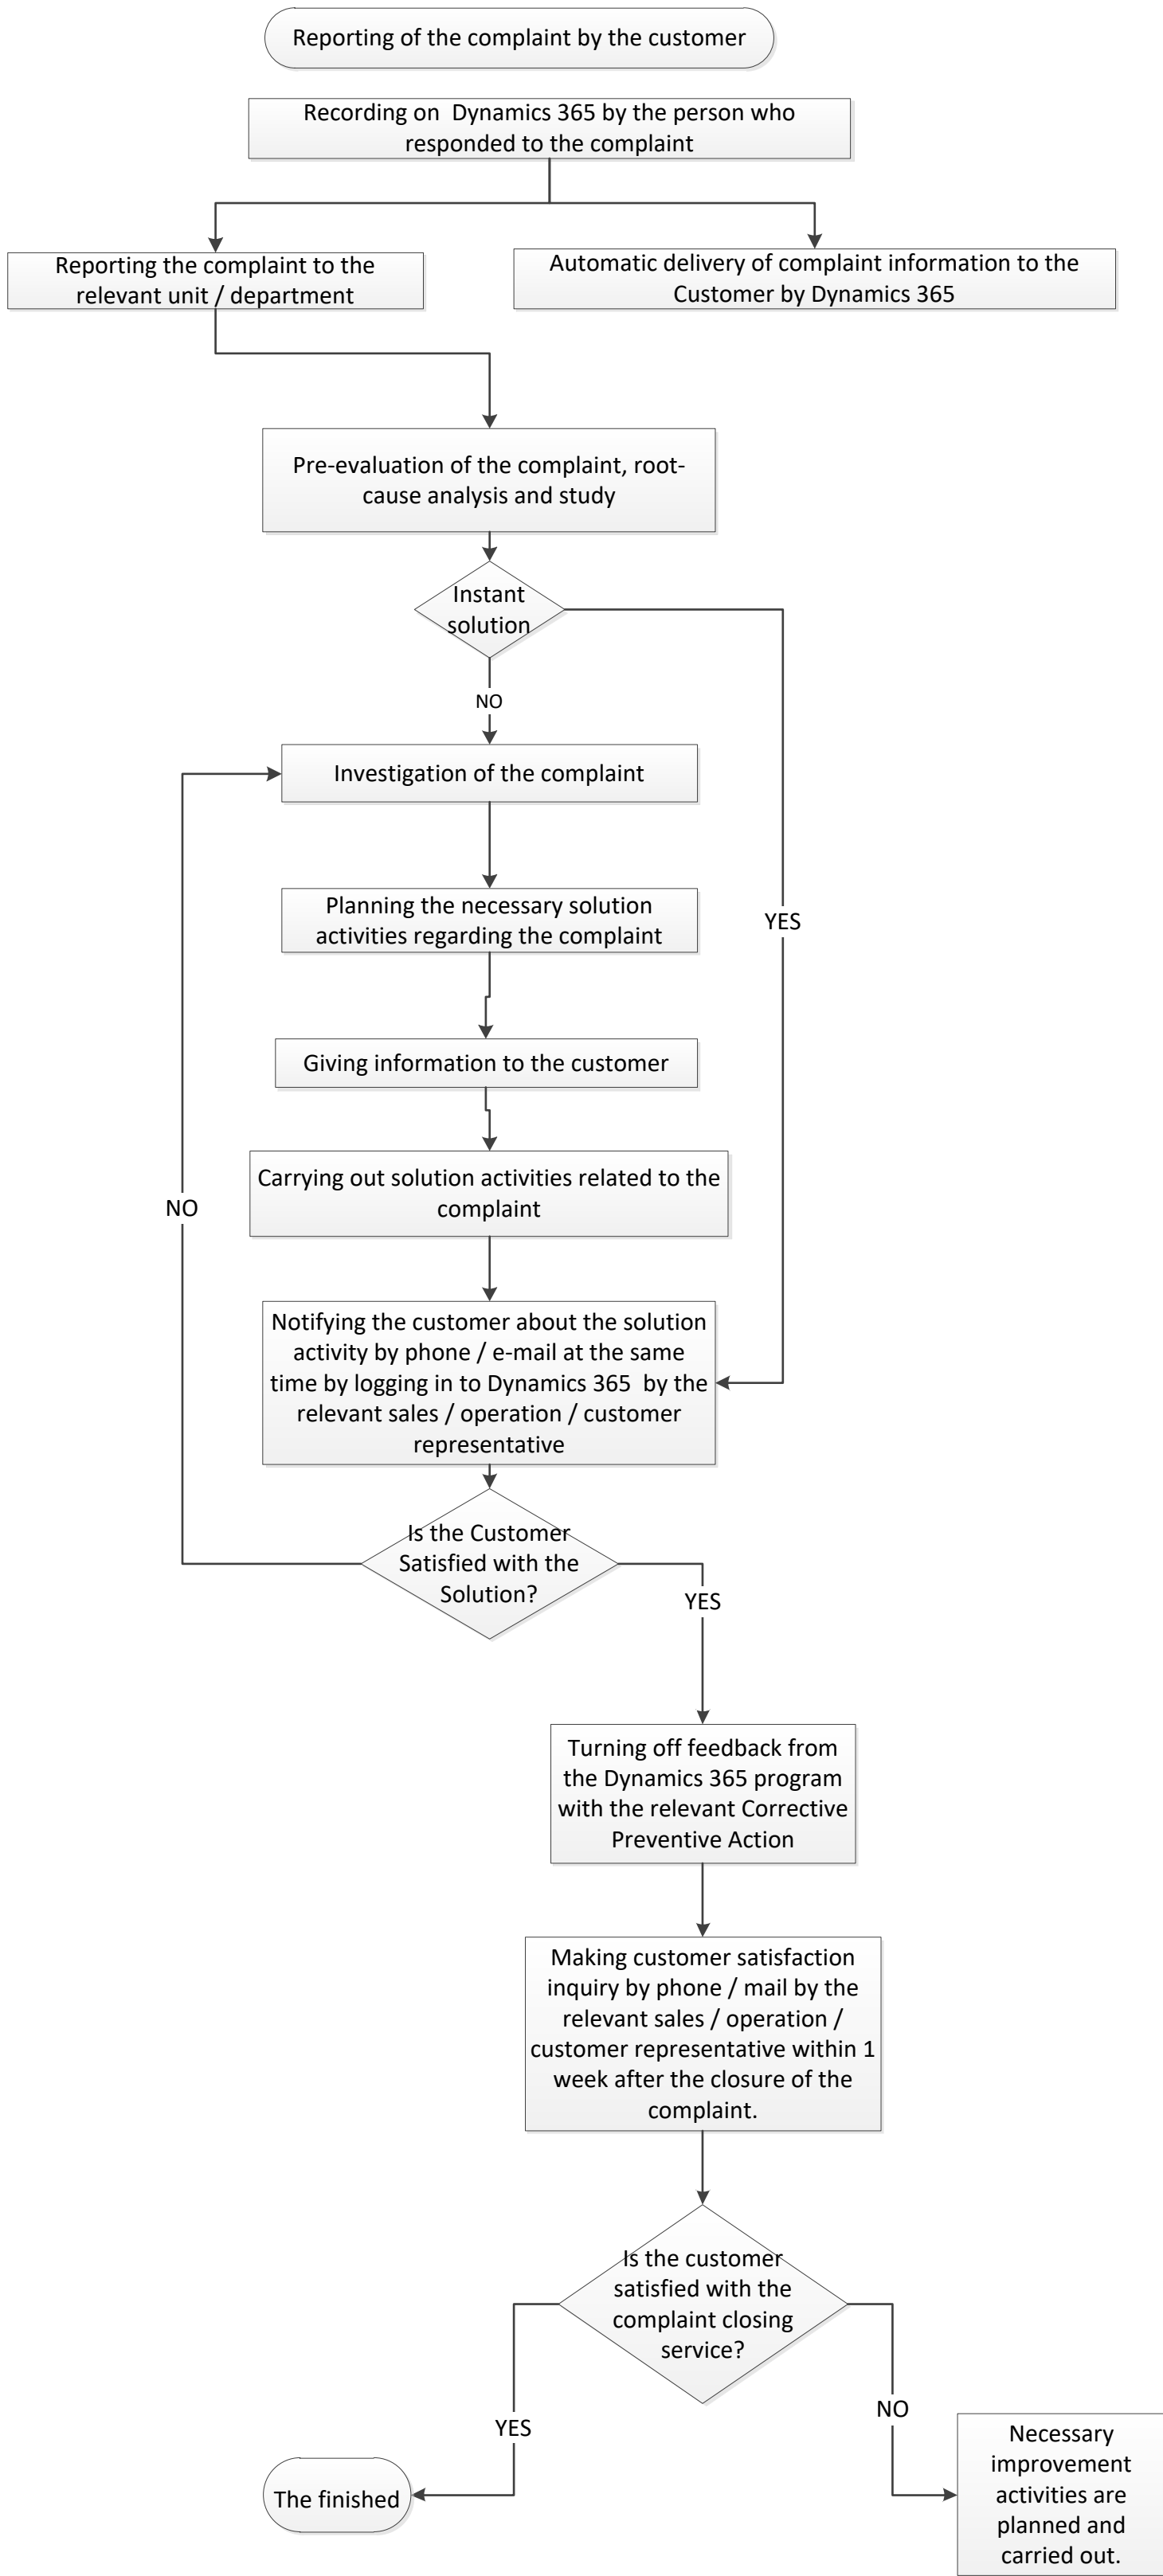 Reporting of the complaint by the customer
Recording on  Dynamics 365 by the person who
responded to the complaint
Reporting the complaint to the
relevant unit / department
Automatic delivery of complaint information to the
Customer by Dynamics 365
Pre-evaluation of the complaint, root-
cause analysis and study
Instant
solution
NO
Investigation of the complaint
Planning the necessary solution
activities regarding the complaint
YES
Giving information to the customer
Carrying out solution activities related to the
complaint
NO
Notifying the customer about the solution
activity by phone / e-mail at the same
time by logging in to Dynamics 365  by the
relevant sales / operation / customer
representative
Is the Customer
Satisfied with the
Solution?
YES
Turning off feedback from
the Dynamics 365 program
with the relevant Corrective
Preventive Action
Making customer satisfaction
inquiry by phone / mail by the
relevant sales / operation /
customer representative within 1
week after the closure of the
complaint.
Is the customer
satisfied with the
complaint closing
service?
YES
NO
The finished
Necessary
improvement
activities are
planned and
carried out.